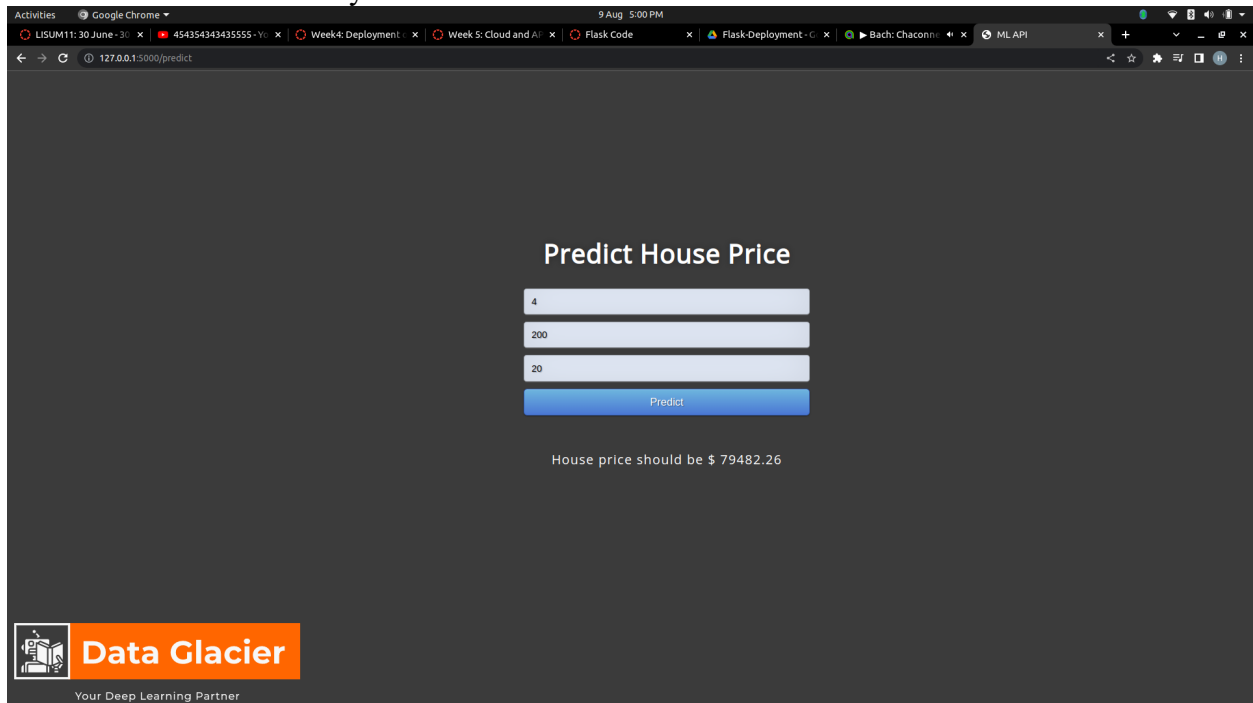 Activities Google Chrome 9 Aug 5:00 PM
LISUM11: 30 June - 30 454354343435555 - Yo Week4: Deployment Week 5: Cloud and AP Flask Code Flask-Deployment - G Bach: Chaconne ML API
127.0.0.1:5000/predict H
Predict House Price
4
200
20
Predict
House price should be $ 79482.26
Data Glacier
Your Deep Learning Partner